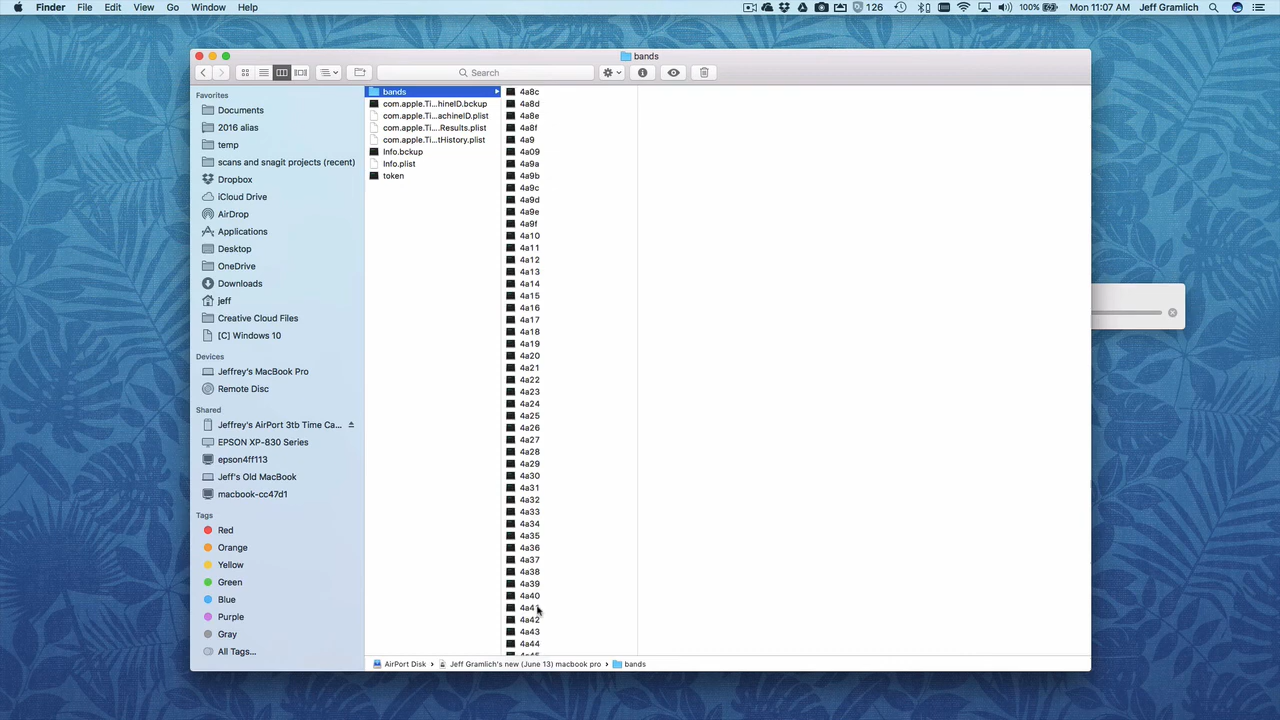 Finder File Edit View Go Window Help
126 100% Mon 11:07 AM Jeff Gramlich
bands
Search
Favorites
Documents
2016 alias
temp
scans and snagit projects (recent)
Dropbox
iCloud Drive
AirDrop
Applications
Desktop
OneDrive
Downloads
jeff
Creative Cloud Files
[C] Windows 10
Devices
Jeffrey's MacBook Pro
Remote Disc
Shared
Jeffrey's AirPort 3tb Time Ca...
EPSON XP-830 Series
epson4ff113
Jeff's Old MacBook
macbook-cc47d1
Tags
Red
Orange
Yellow
Green
Blue
Purple
Gray
All Tags...
bands
com.apple.Ti...hineID.bckup
com.apple.Ti...achineID.plist
com.apple.Ti....Results.plist
com.apple.Ti...tHistory.plist
Info.bckup
Info.plist
token
4a8c
4a8d
4a8e
4a8f
4a9
4a09
4a9a
4a9b
4a9c
4a9d
4a9e
4a9f
4a10
4a11
4a12
4a13
4a14
4a15
4a16
4a17
4a18
4a19
4a20
4a21
4a22
4a23
4a24
4a25
4a26
4a27
4a28
4a29
4a30
4a31
4a32
4a33
4a34
4a35
4a36
4a37
4a38
4a39
4a40
4a41
4a42
4a43
4a44
4a45
AirPort Disk Jeff Gramlich's new (June 13) macbook pro bands